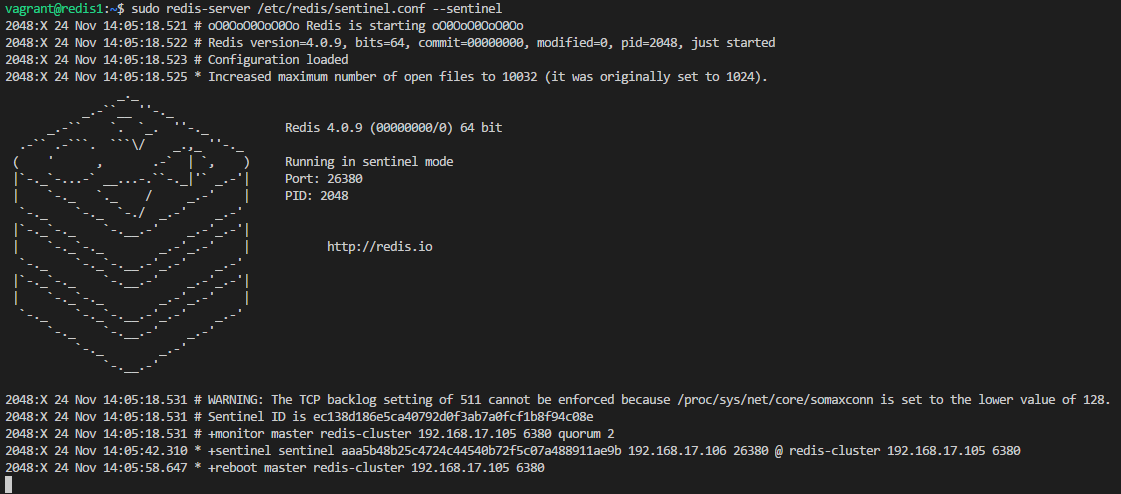 vagrant@redis1:~$ sudo redis-server /etc/redis/sentinel.conf --sentinel
2048:X 24 Nov 14:05:18.521 # oO0OoO0OoO0Oo Redis is starting oO0OoO0OoO0Oo
2048:X 24 Nov 14:05:18.522 # Redis version=4.0.9, bits=64, commit=00000000, modified=0, pid=2048, just started
2048:X 24 Nov 14:05:18.523 # Configuration loaded
2048:X 24 Nov 14:05:18.525 * Increased maximum number of open files to 10032 (it was originally set to 1024).
Redis 4.0.9 (00000000/0) 64 bit
Running in sentinel mode
Port: 26380
PID: 2048
http://redis.io
2048:X 24 Nov 14:05:18.531 # WARNING: The TCP backlog setting of 511 cannot be enforced because /proc/sys/net/core/somaxconn is set to the lower value of 128.
2048:X 24 Nov 14:05:18.531 # Sentinel ID is ec138d186e5ca40792d0f3ab7a0fcf1b8f94c08e
2048:X 24 Nov 14:05:18.531 # +monitor master redis-cluster 192.168.17.105 6380 quorum 2
2048:X 24 Nov 14:05:42.310 * +sentinel sentinel aaa5b48b25c4724c44540b72f5c07a488911ae9b 192.168.17.106 26380 @ redis-cluster 192.168.17.105 6380
2048:X 24 Nov 14:05:58.647 * +reboot master redis-cluster 192.168.17.105 6380